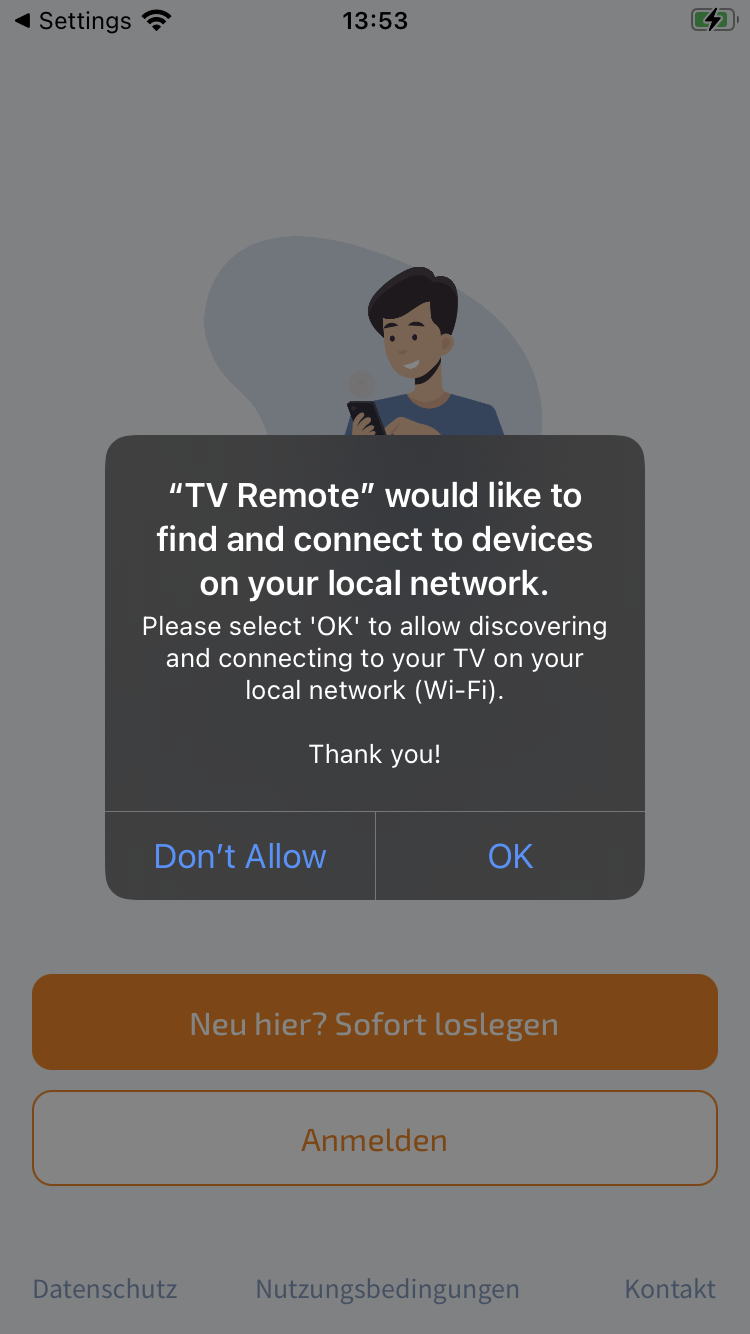 ◀ Settings 13:53
“TV Remote” would like to
find and connect to devices
on your local network.
Please select 'OK' to allow discovering
and connecting to your TV on your
local network (Wi-Fi).
Thank you!
Don’t Allow
OK
Neu hier? Sofort loslegen
Anmelden
Datenschutz Nutzungsbedingungen Kontakt